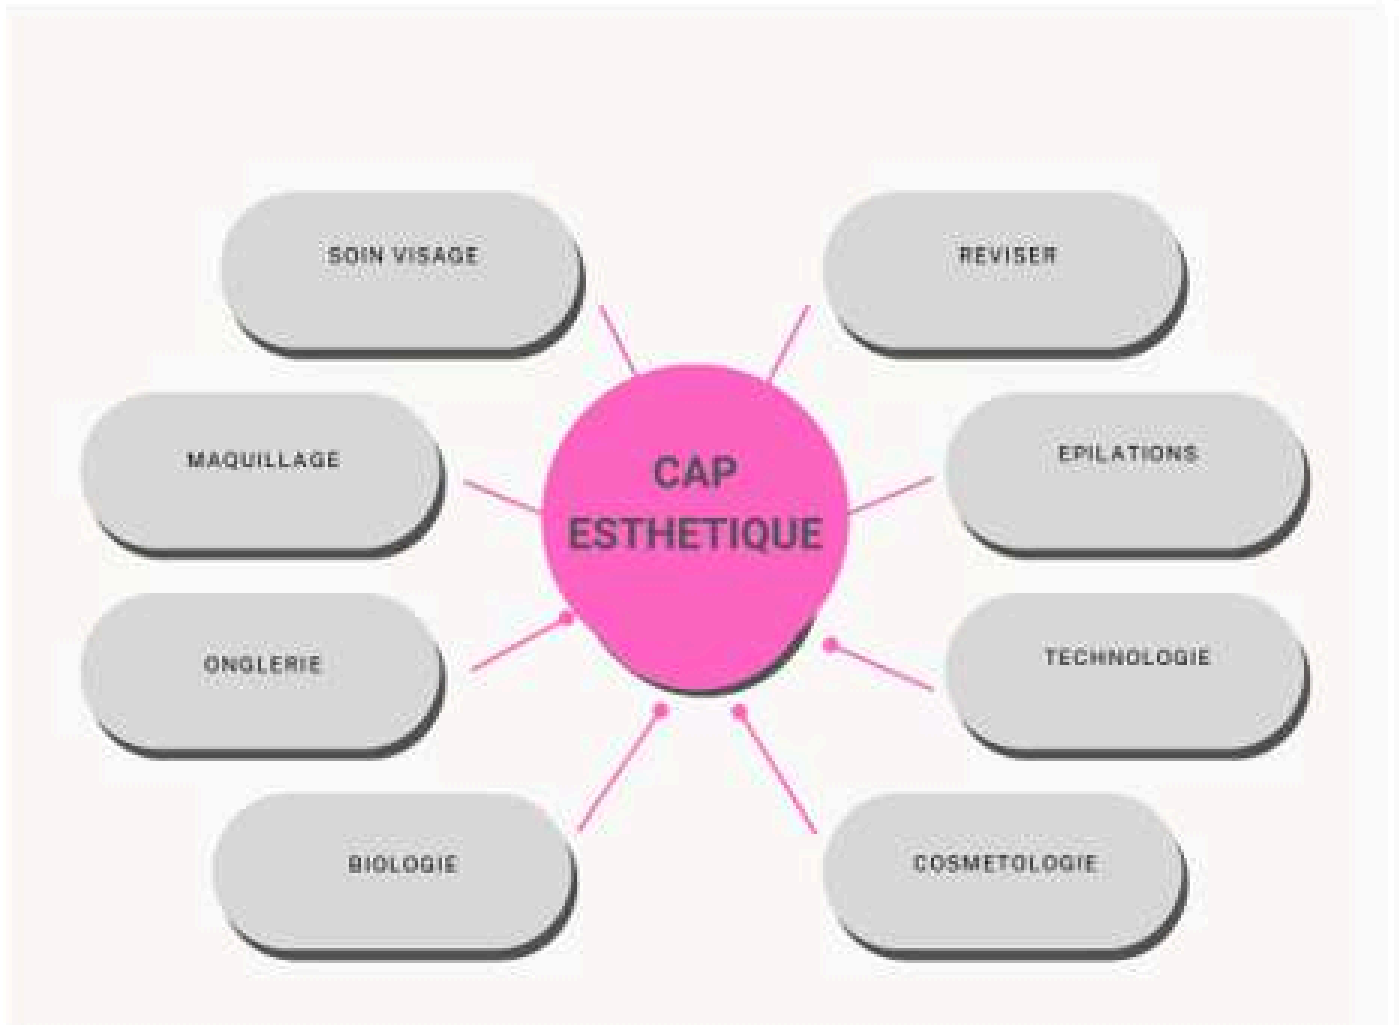 SOIN VISAGE
REVISER
MAQUILLAGE
EPILATIONS
CAP
ESTHETIQUE
ONGLERIE
TECHNOLOGIE
BIOLOGIE
COSMETOLOGIE